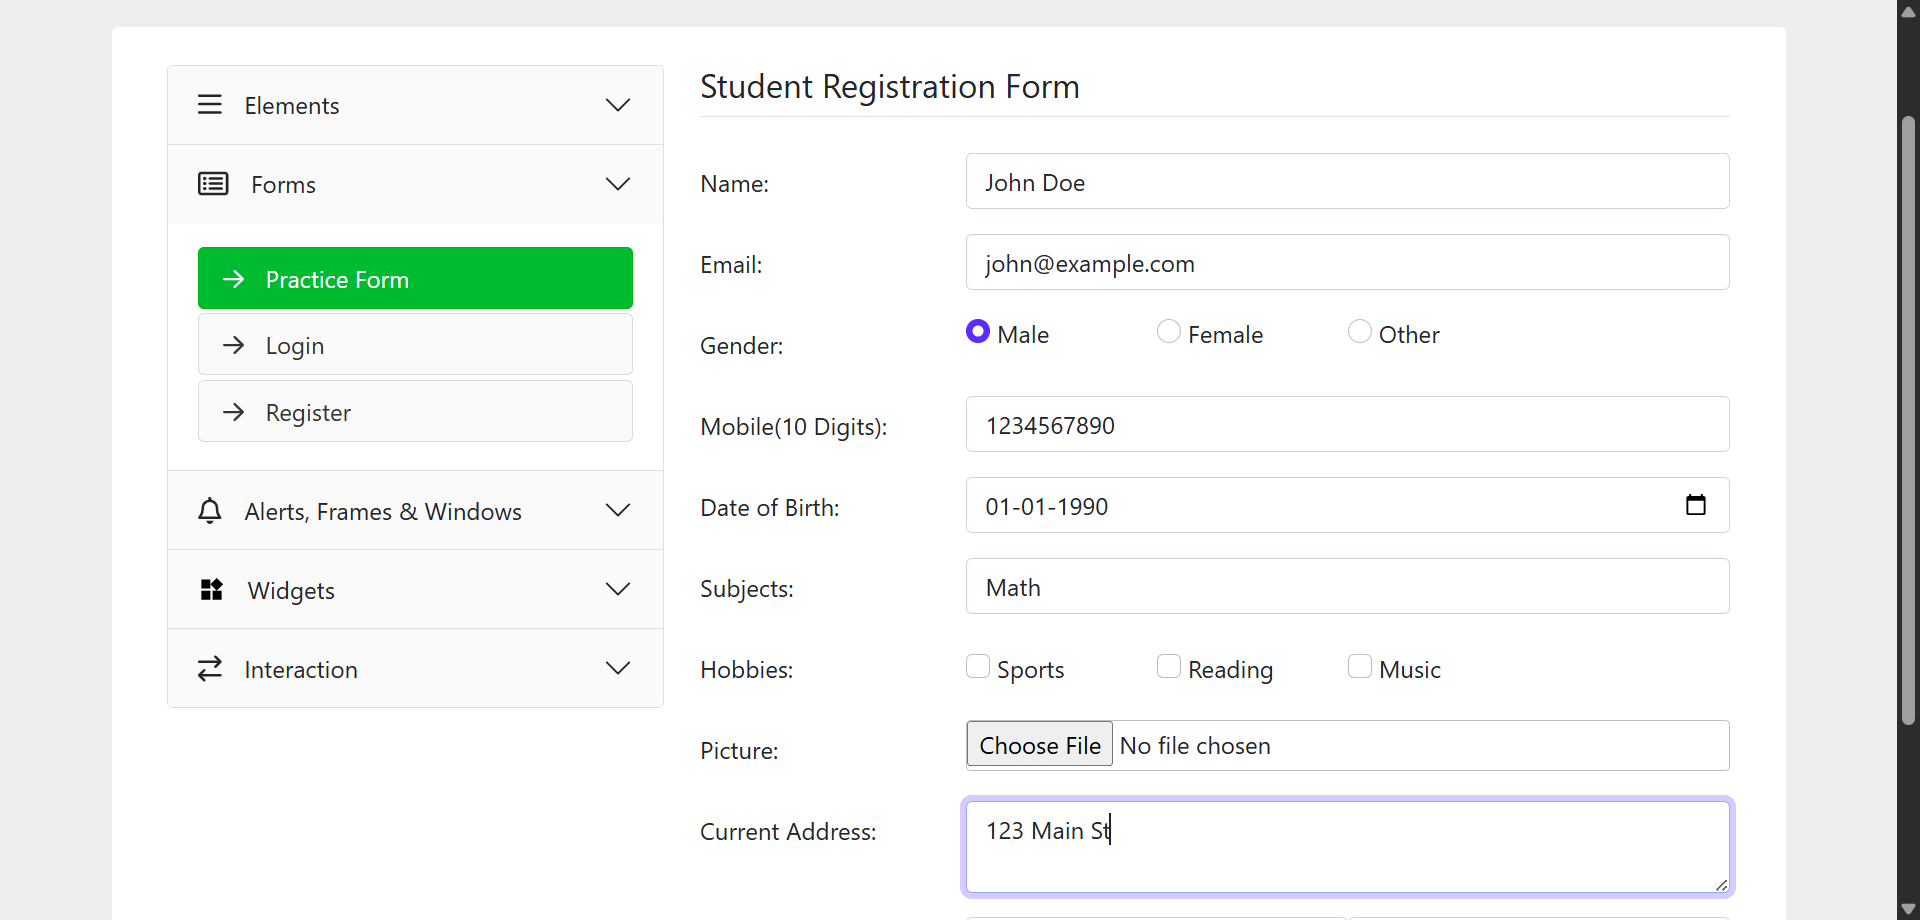 Elements
Forms
Practice Form
Login
Register
Alerts, Frames & Windows
Widgets
Interaction
Student Registration Form
Name: John Doe
Email: john@example.com
Gender: Male Female Other
Mobile(10 Digits): 1234567890
Date of Birth: 01-01-1990
Subjects: Math
Hobbies: Sports Reading Music
Picture: Choose File No file chosen
Current Address: 123 Main St